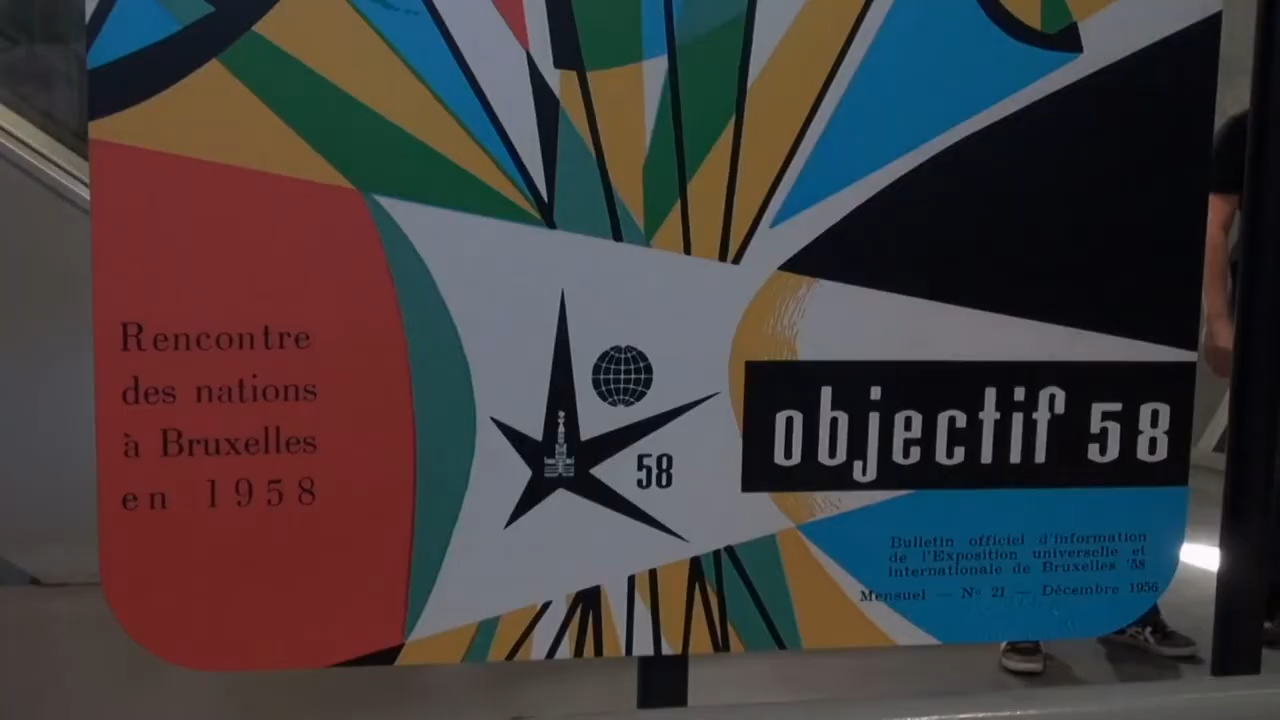 Rencontre
des nations
à Bruxelles
en 1958
58
objectif 58
Bulletin officiel d'information
de l'Exposition universelle et
internationale de Bruxelles '58
Mensuel — Nº 21 — Décembre 1956